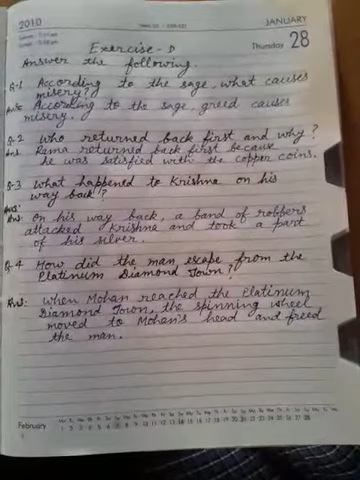 2010
JANUARY
Thursday 28
Exercise-D
Answer the following.
Q-1 According to the sage, what causes
misery?
Ans: According to the sage, greed causes
misery.
Q-2 Who returned back first and why?
Ans: Rama returned back first because
he was satisfied with the copper coins.
Q-3 What happened to Krishna on his
way back?
Ans:
Ans: On his way back, a band of robbers
attacked Krishna and took a part
of his silver.
Q-4 How did the man escape from the
Platinum Diamond Town?
Ans: When Mohan reached the Platinum
Diamond Town, the spinning wheel
moved to Mohan's head and freed
the man.
February